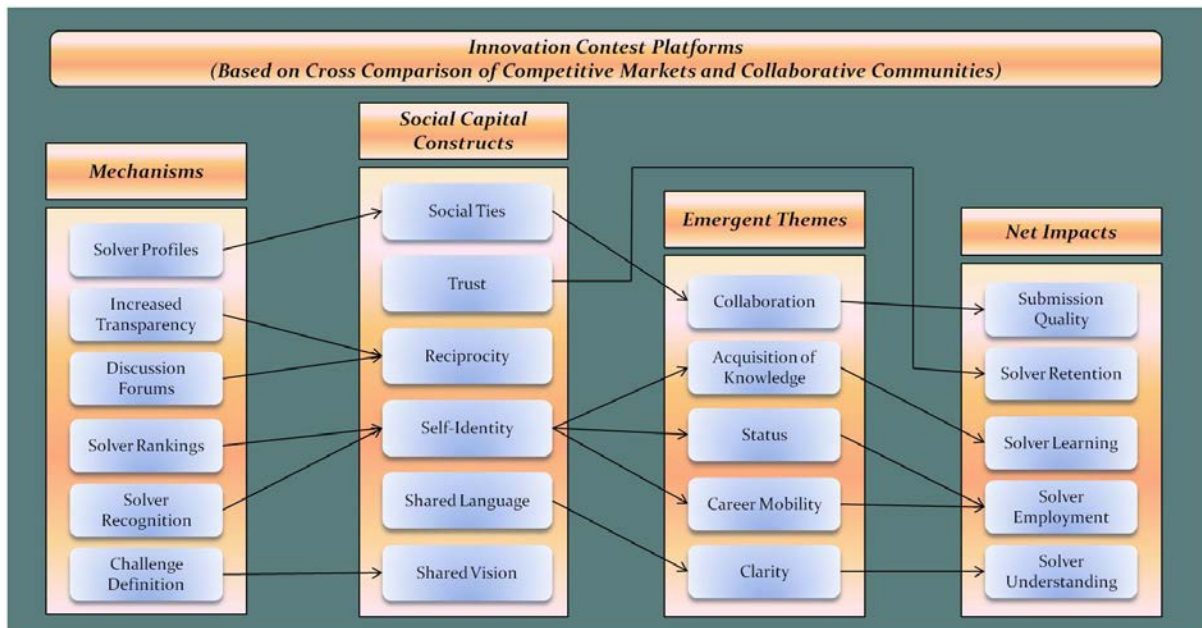 Innovation Contest Platforms
(Based on Cross Comparison of Competitive Markets and Collaborative Communities)
Mechanisms
Solver Profiles
Increased
Transparency
Discussion
Forums
Solver Rankings
Solver
Recognition
Challenge
Definition
Social Capital
Constructs
Social Ties
Trust
Reciprocity
Self-Identity
Shared Language
Shared Vision
Emergent Themes
Collaboration
Acquisition of
Knowledge
Status
Career Mobility
Clarity
Net Impacts
Submission
Quality
Solver Retention
Solver Learning
Solver
Employment
Solver
Understanding